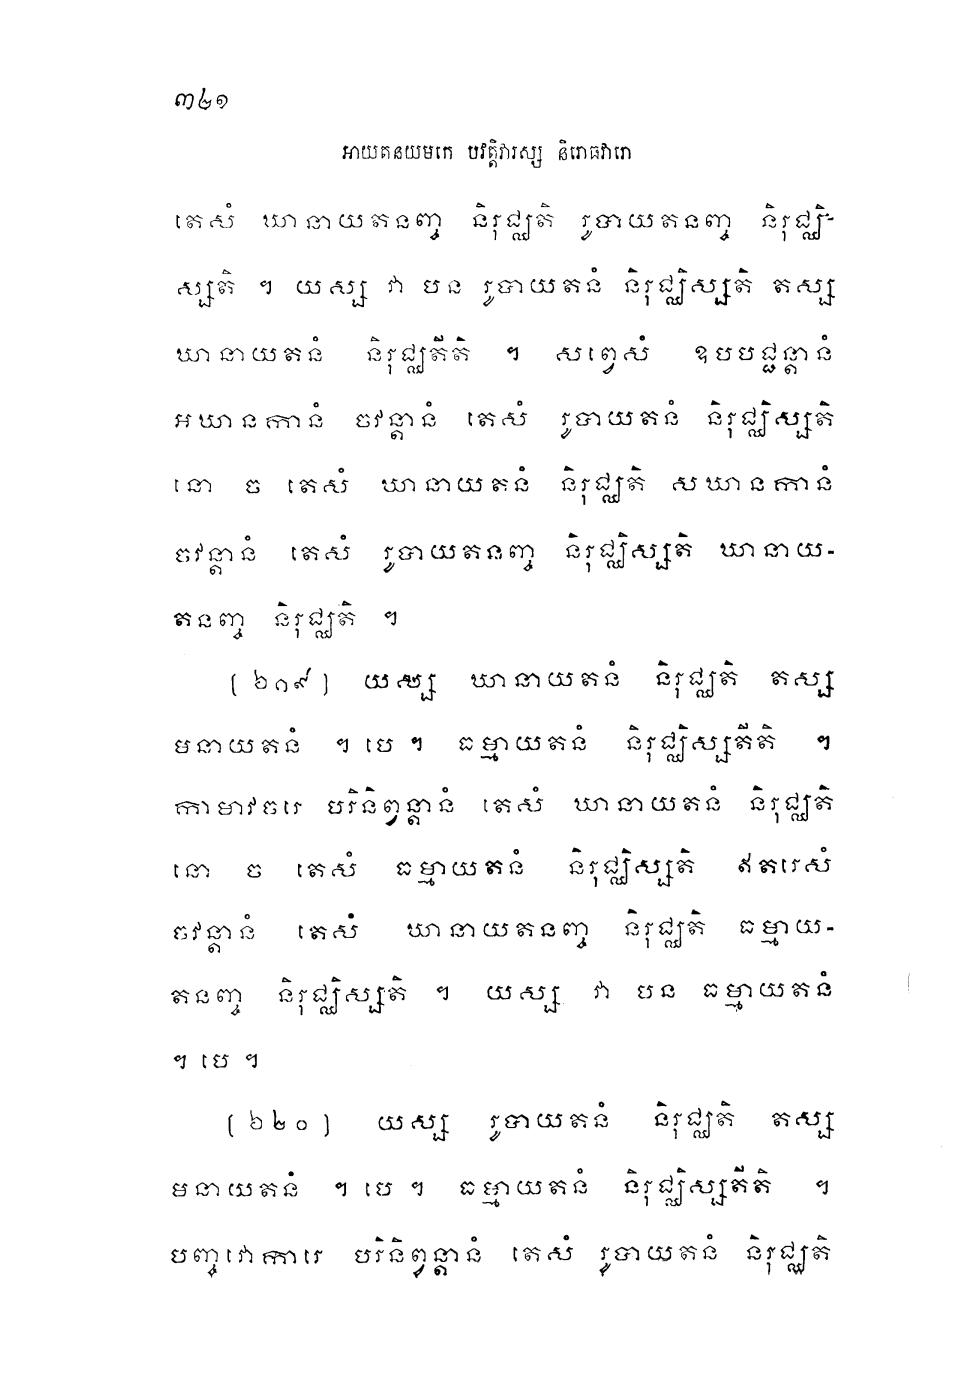 ៣២១
អាយតនយមកេ បវត្តិវារស្ស និរោធវារោ
តេសំ ឃានាយតនញ្ច និរុជ្ឈតិ រូបាយតនញ្ច និរុជ្ឈិ-
ស្សតិ ។ យស្ស វា បន រូបាយតនំ និរុជ្ឈិស្សតិ តស្ស
ឃានាយតនំ និរុជ្ឈតីតិ ។ សព្វេសំ ឧបបជ្ជន្តានំ
អឃានកានំ ចវន្តានំ តេសំ រូបាយតនំ និរុជ្ឈិស្សតិ
នោ ច តេសំ ឃានាយតនំ និរុជ្ឈតិ សឃានកានំ
ចវន្តានំ តេសំ រូបាយតនញ្ច និរុជ្ឈិស្សតិ ឃានាយ-
តនញ្ច និរុជ្ឈតិ ។
(៦១៩) យស្ស ឃានាយតនំ និរុជ្ឈតិ តស្ស
មនាយតនំ ។ បេ ។ ធម្មាយតនំ និរុជ្ឈិស្សតីតិ ។
កាមាវចរេ បរិនិព្វន្តានំ តេសំ ឃានាយតនំ និរុជ្ឈតិ
នោ ច តេសំ ធម្មាយតនំ និរុជ្ឈិស្សតិ ឥតរេសំ
ចវន្តានំ តេសំ ឃានាយតនញ្ច និរុជ្ឈតិ ធម្មាយ-
តនញ្ច និរុជ្ឈិស្សតិ ។ យស្ស វា បន ធម្មាយតនំ
។ បេ ។
(៦២០) យស្ស រូបាយតនំ និរុជ្ឈតិ តស្ស
មនាយតនំ ។ បេ ។ ធម្មាយតនំ និរុជ្ឈិស្សតីតិ ។
បញ្ចវោការេ បរិនិព្វន្តានំ តេសំ រូបាយតនំ និរុជ្ឈតិ